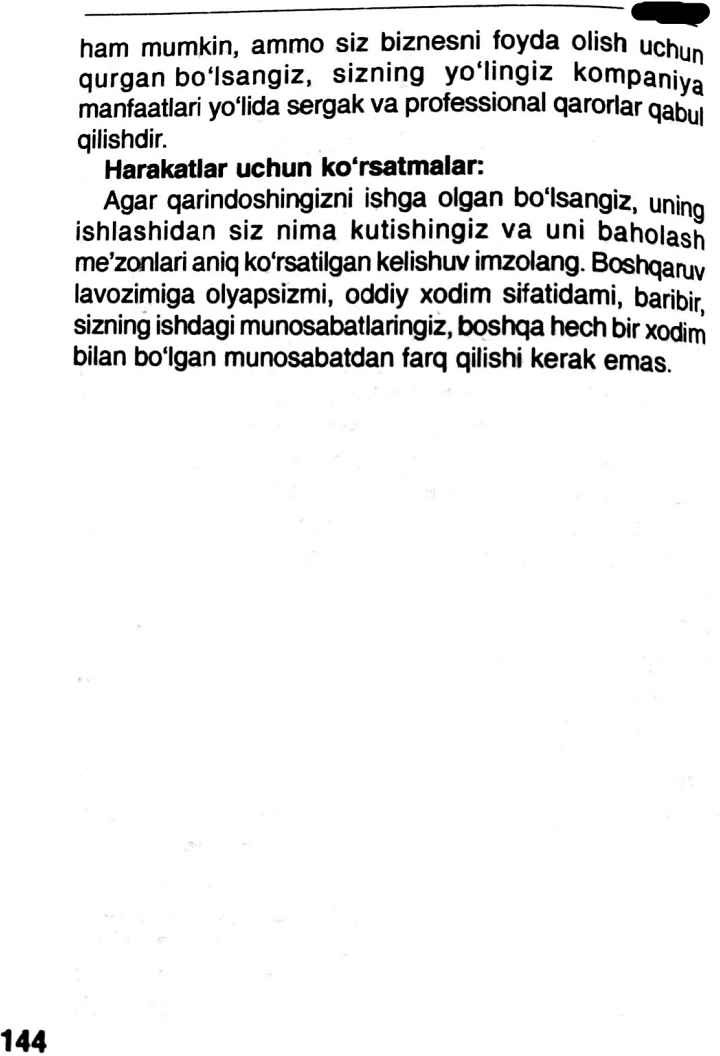 ham mumkin, ammo siz biznesni foyda olish uchun
qurgan bo‘lsangiz, sizning yo‘lingiz kompaniya
manfaatlari yo‘lida sergak va professional qarorlar qabul
qilishdir.
Harakatlar uchun ko‘rsatmalar:
Agar qarindoshingizni ishga olgan bo‘lsangiz, uning
ishlashidan siz nima kutishingiz va uni baholash
me’zonlari aniq ko‘rsatilgan kelishuv imzolang. Boshqaruv
lavozimiga olyapsizmi, oddiy xodim sifatidami, baribir,
sizning ishdagi munosabatlaringiz, boshqa hech bir xodim
bilan bo‘lgan munosabatdan farq qilishi kerak emas.
144